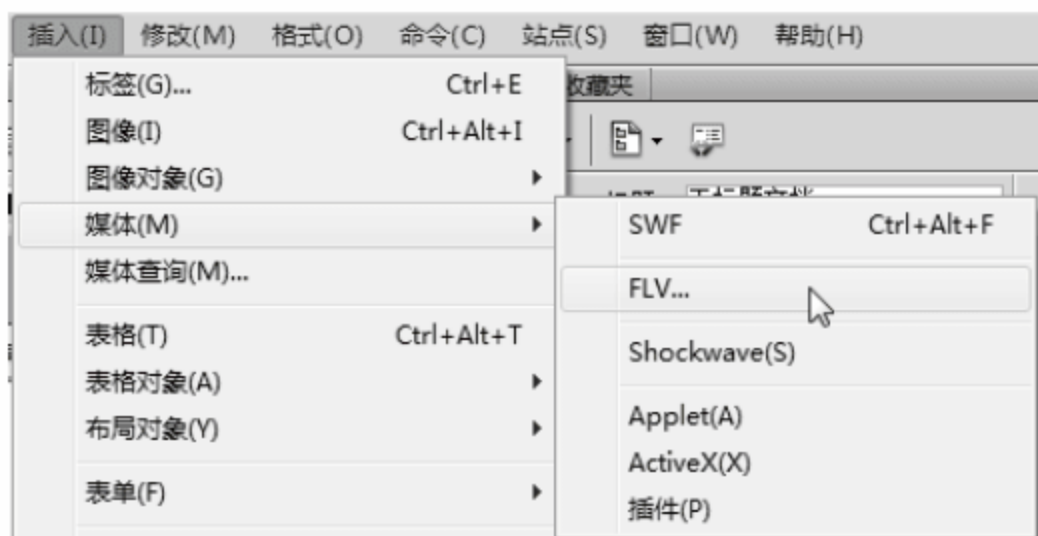 插入(I) 修改(M) 格式(O) 命令(C) 站点(S) 窗口(W) 帮助(H)
标签(G)... Ctrl+E
收藏夹
图像(I) Ctrl+Alt+I
图像对象(G)
媒体(M)
SWF Ctrl+Alt+F
媒体查询(M)...
FLV...
表格(T) Ctrl+Alt+T
Shockwave(S)
表格对象(A)
Applet(A)
布局对象(Y)
ActiveX(X)
表单(F)
插件(P)